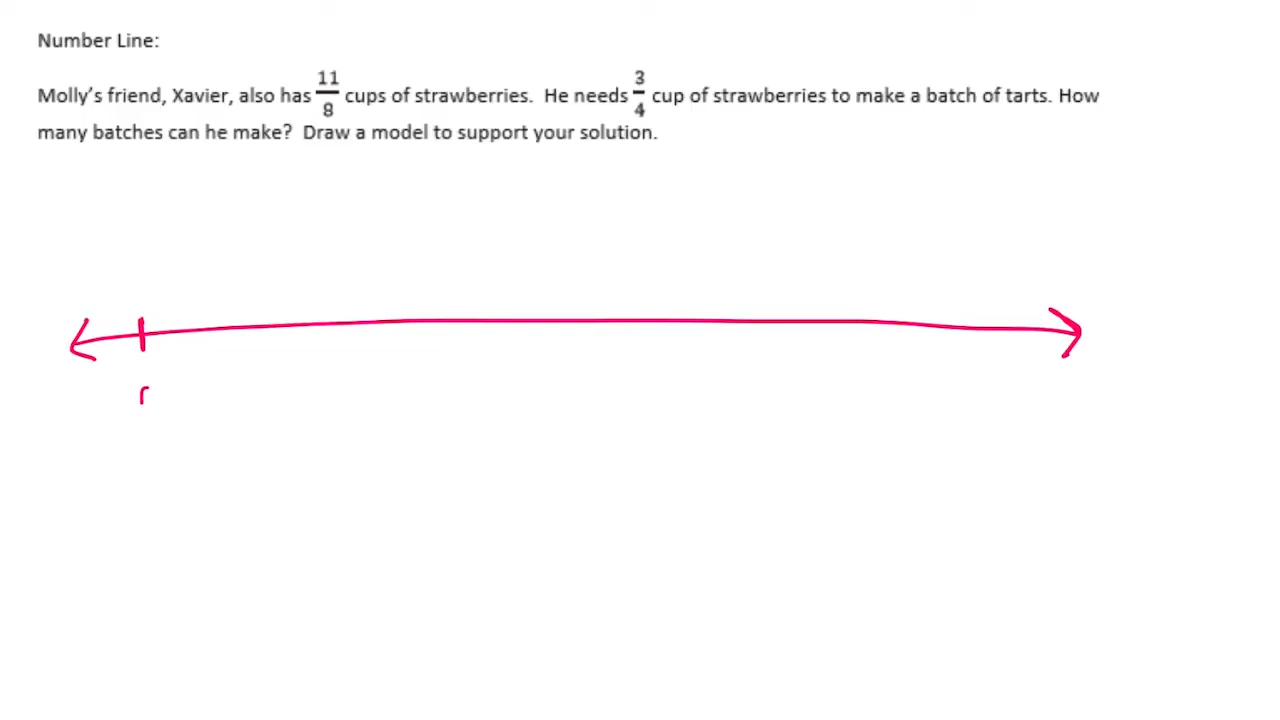 Number Line:
Molly's friend, Xavier, also has 11/8 cups of strawberries. He needs 3/4 cup of strawberries to make a batch of tarts. How
many batches can he make? Draw a model to support your solution.